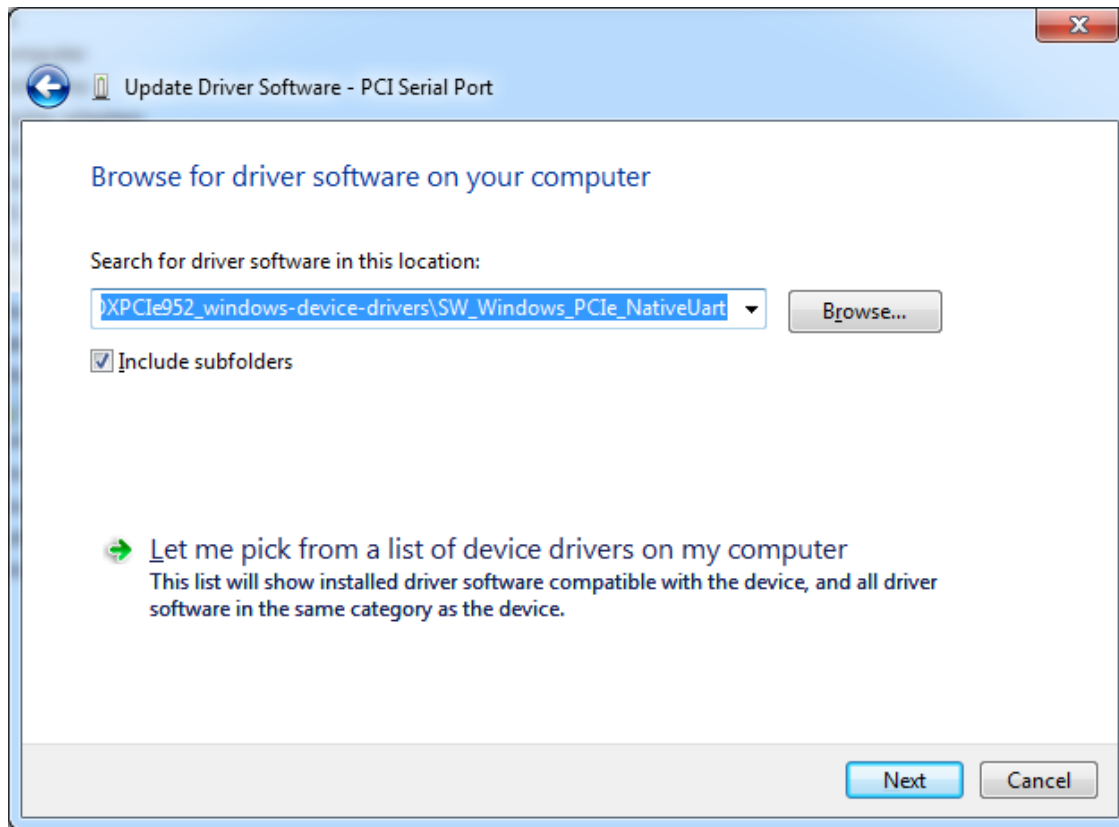 Update Driver Software - PCI Serial Port
Browse for driver software on your computer
Search for driver software in this location:
XPCIe952_windows-device-drivers\SW_Windows_PCIe_NativeUart
Browse...
Include subfolders
Let me pick from a list of device drivers on my computer
This list will show installed driver software compatible with the device, and all driver
software in the same category as the device.
Next
Cancel